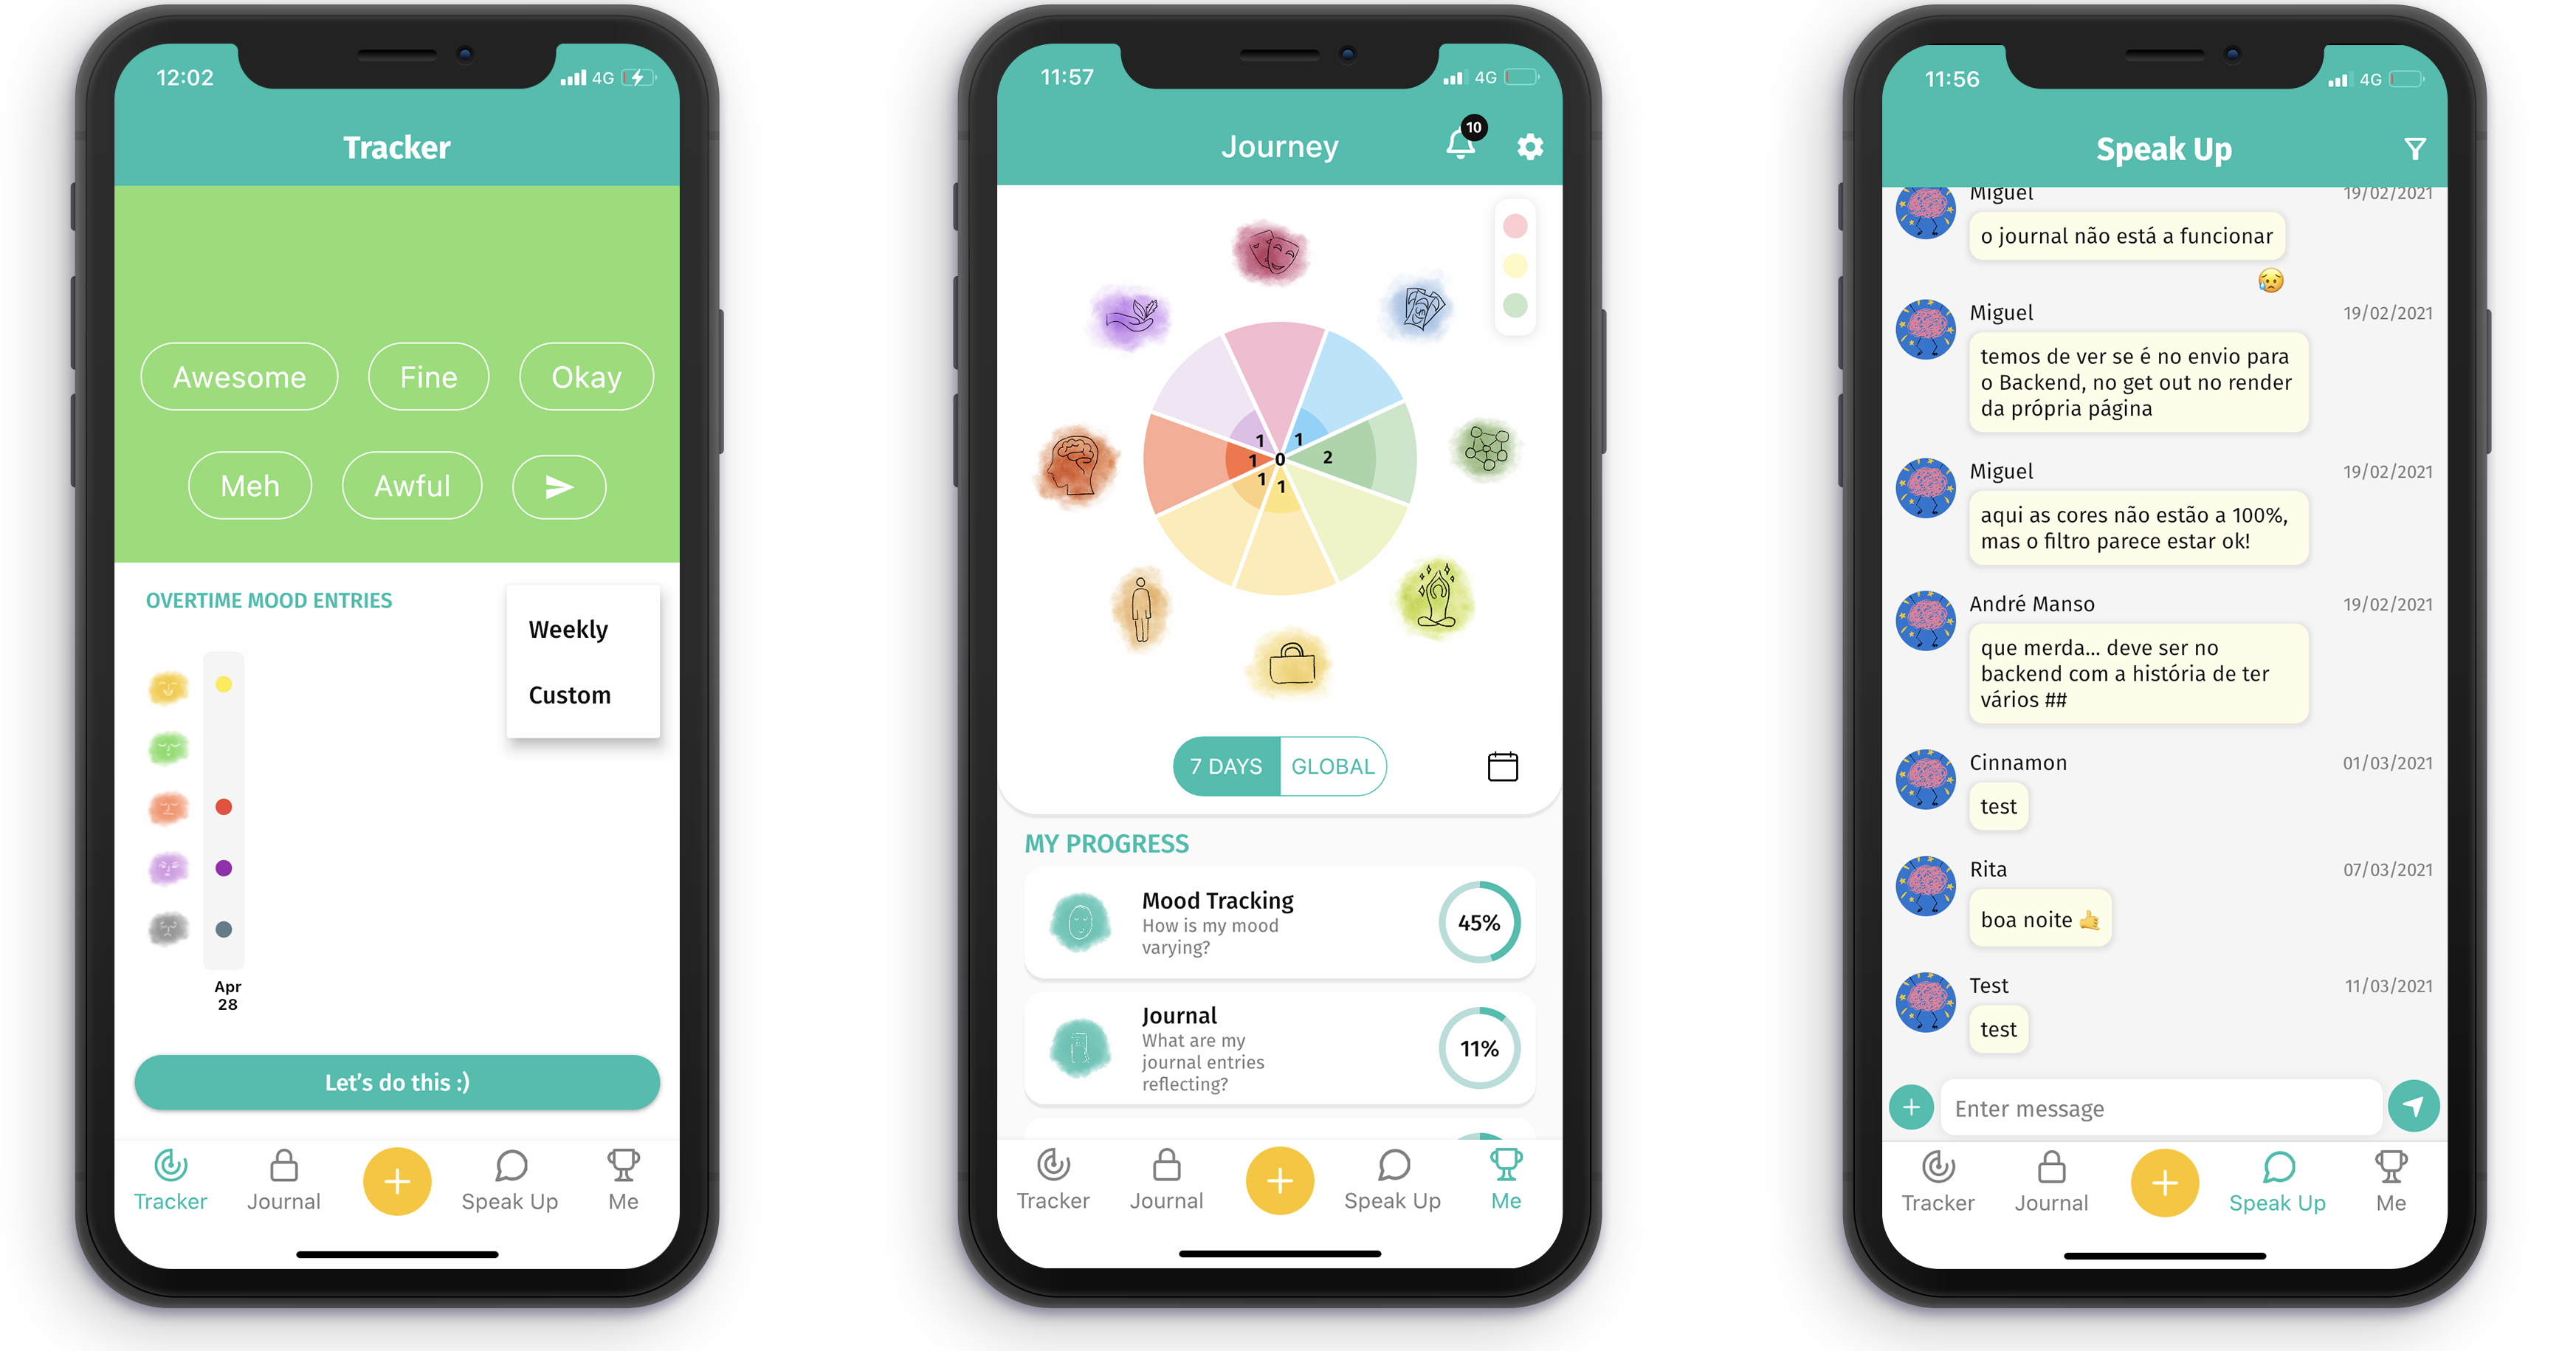 12:02
4G
Tracker
Awesome
Fine
Okay
Meh
Awful
OVERTIME MOOD ENTRIES
Weekly
Custom
Apr
28
Let's do this :)
Tracker
Journal
Speak Up
Me
11:57
4G
Journey
10
1
1
1
0
2
1
1
7 DAYS
GLOBAL
MY PROGRESS
Mood Tracking
How is my mood
varying?
45%
Journal
What are my
journal entries
reflecting?
11%
Tracker
Journal
Speak Up
Me
11:56
4G
Speak Up
Miguel
19/02/2021
o journal não está a funcionar
😥
Miguel
19/02/2021
temos de ver se é no envio para
o Backend, no get out no render
da própria página
Miguel
19/02/2021
aqui as cores não estão a 100%,
mas o filtro parece estar ok!
André Manso
19/02/2021
que merda... deve ser no
backend com a história de ter
vários ##
Cinnamon
01/03/2021
test
Rita
07/03/2021
boa noite 🤙
Test
11/03/2021
test
Enter message
Tracker
Journal
Speak Up
Me